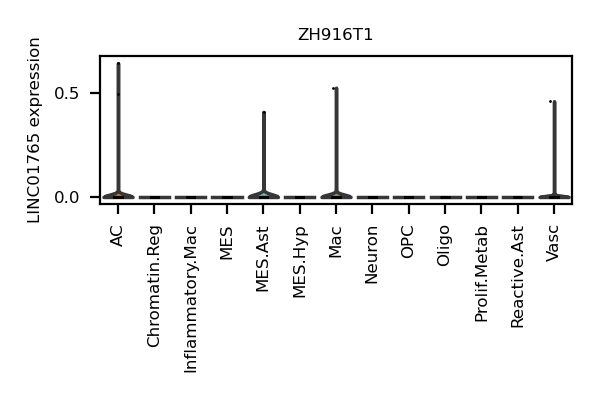 ZH916T1
LINC01765 expression
0.5
0.0
AC
Chromatin.Reg
Inflammatory.Mac
MES
MES.Ast
MES.Hyp
Mac
Neuron
OPC
Oligo
Prolif.Metab
Reactive.Ast
Vasc